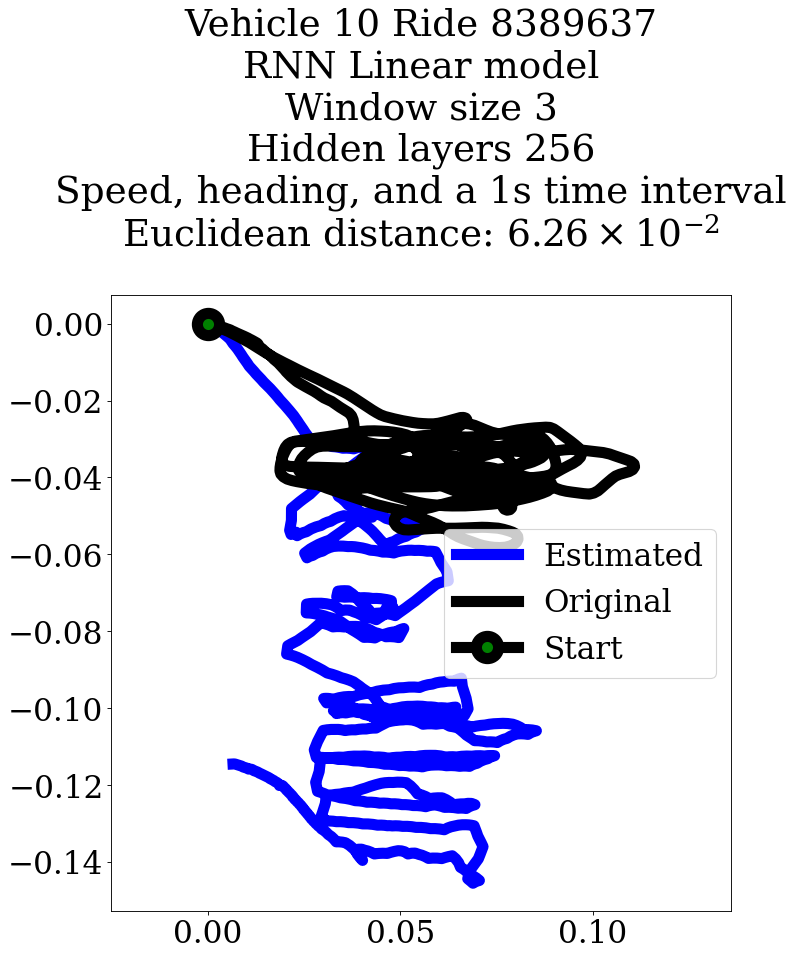 Vehicle 10 Ride 8389637
RNN Linear model
Window size 3
Hidden layers 256
Speed, heading, and a 1s time interval
Euclidean distance: 6.26 × 10⁻²
0.00
−0.02
−0.04
−0.06
−0.08
−0.10
−0.12
−0.14
Estimated
Original
Start
0.00 0.05 0.10